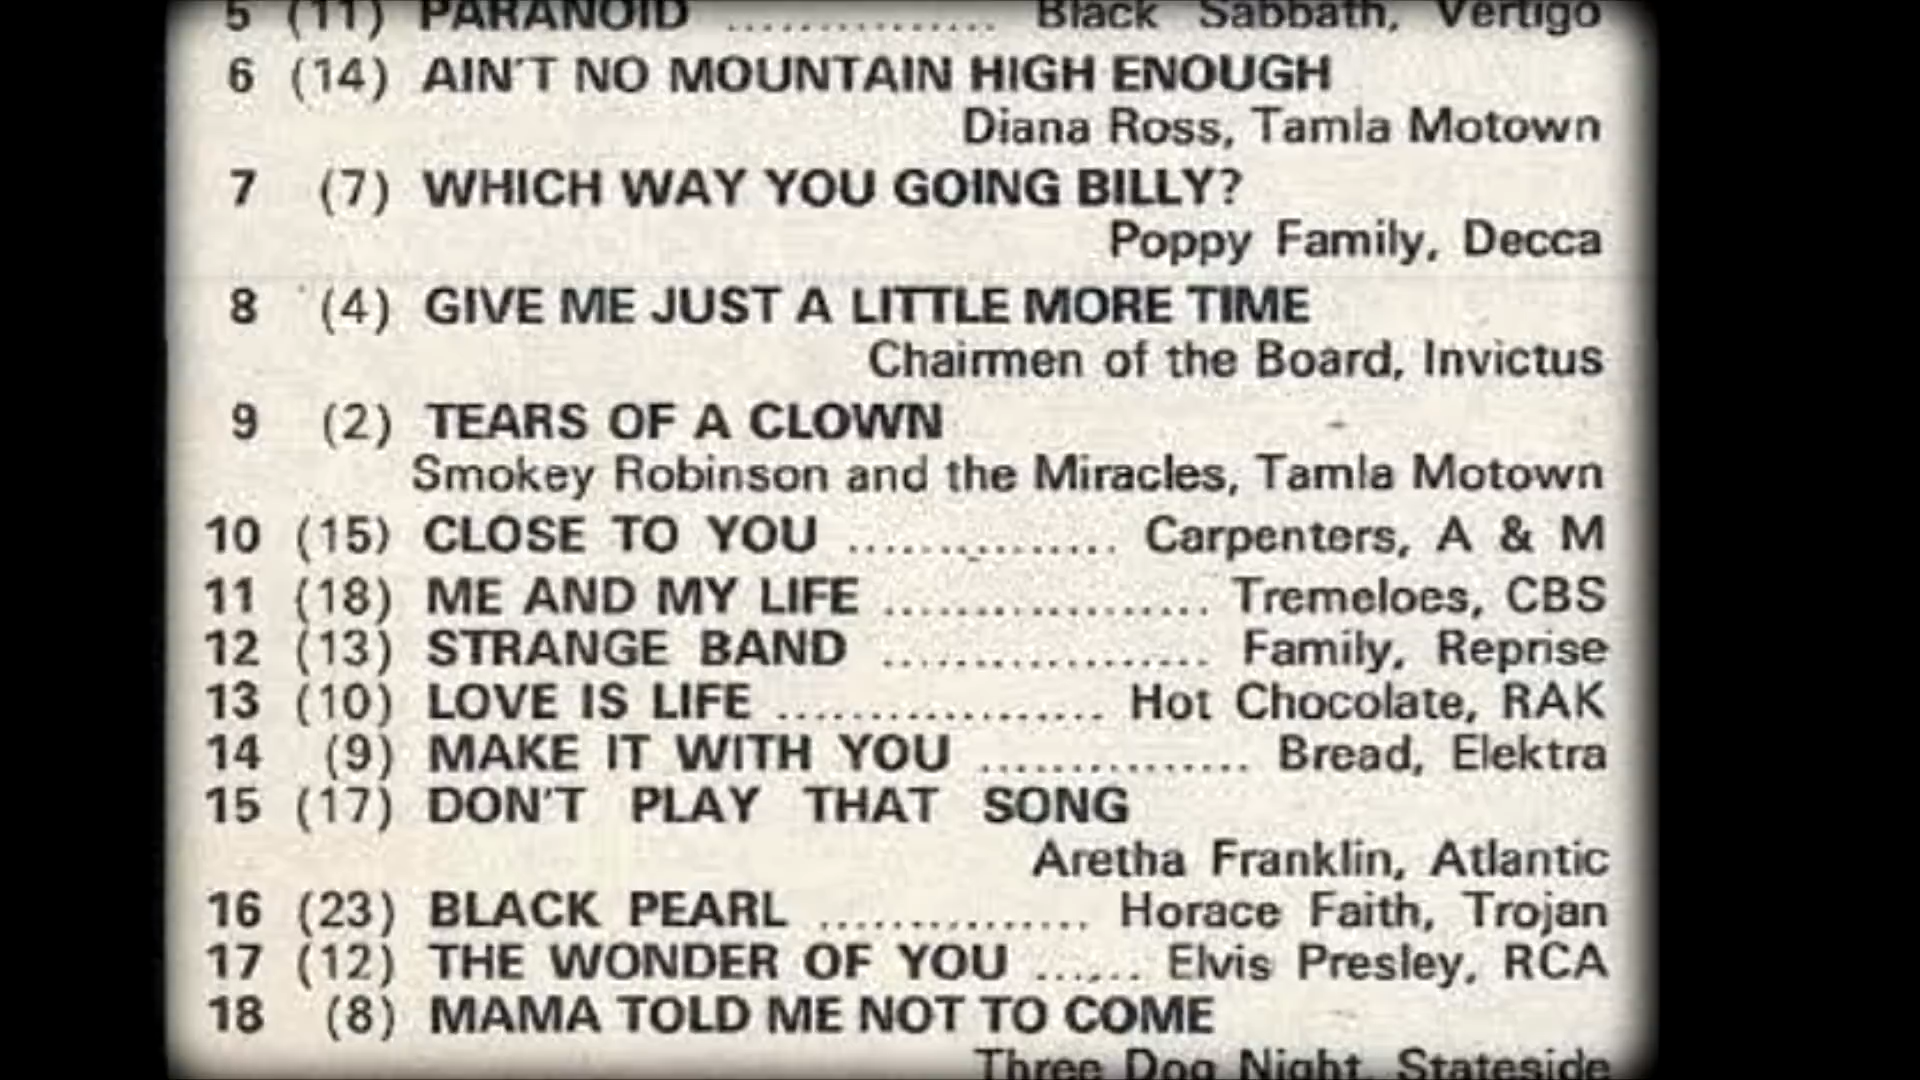 5 (11) PARANOID ............... Black Sabbath, Vertigo
6 (14) AIN'T NO MOUNTAIN HIGH ENOUGH
Diana Ross, Tamla Motown
7 (7) WHICH WAY YOU GOING BILLY?
Poppy Family, Decca
8 (4) GIVE ME JUST A LITTLE MORE TIME
Chairmen of the Board, Invictus
9 (2) TEARS OF A CLOWN
Smokey Robinson and the Miracles, Tamla Motown
10 (15) CLOSE TO YOU ............... Carpenters, A & M
11 (18) ME AND MY LIFE .................. Tremeloes, CBS
12 (13) STRANGE BAND .................. Family, Reprise
13 (10) LOVE IS LIFE .................. Hot Chocolate, RAK
14 (9) MAKE IT WITH YOU ............... Bread, Elektra
15 (17) DON'T PLAY THAT SONG
Aretha Franklin, Atlantic
16 (23) BLACK PEARL ............... Horace Faith, Trojan
17 (12) THE WONDER OF YOU ...... Elvis Presley, RCA
18 (8) MAMA TOLD ME NOT TO COME
Three Dog Night, Stateside